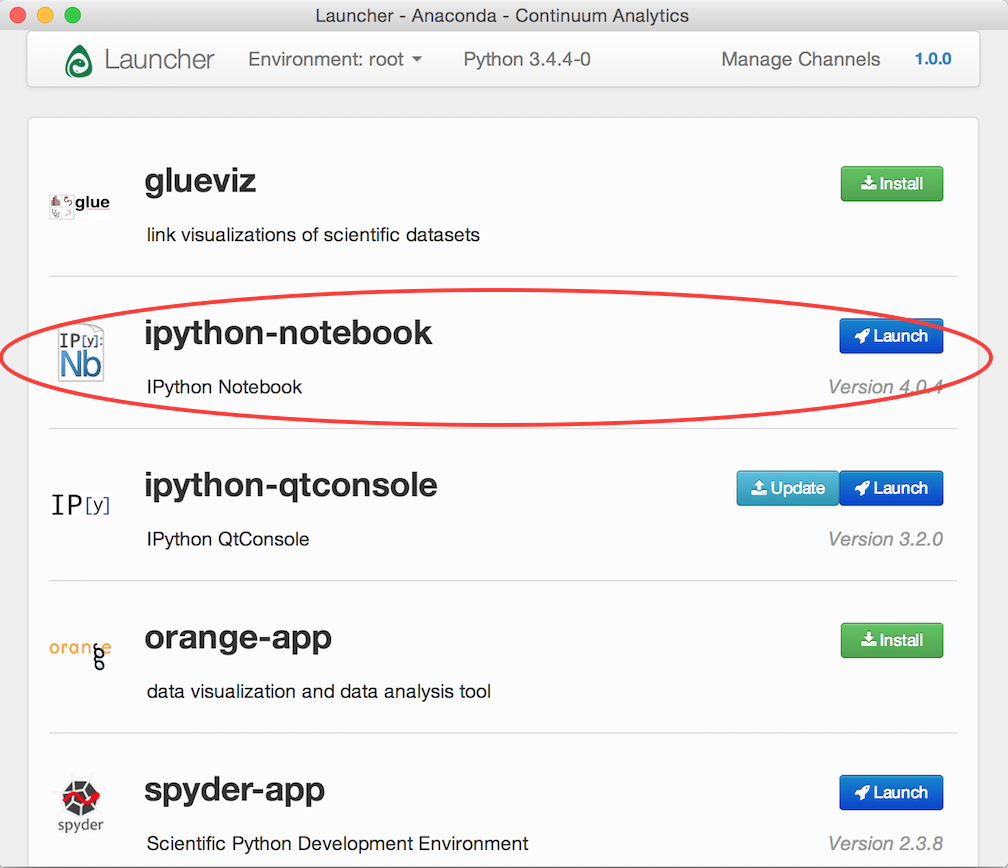 Launcher - Anaconda - Continuum Analytics
Launcher Environment: root Python 3.4.4-0 Manage Channels 1.0.0
glue
glueviz
Install
link visualizations of scientific datasets
IP[y]:
Nb
ipython-notebook
Launch
IPython Notebook
Version 4.0.4
IP[y]
ipython-qtconsole
Update Launch
IPython QtConsole
Version 3.2.0
orange
orange-app
Install
data visualization and data analysis tool
spyder
spyder-app
Launch
Scientific Python Development Environment
Version 2.3.8